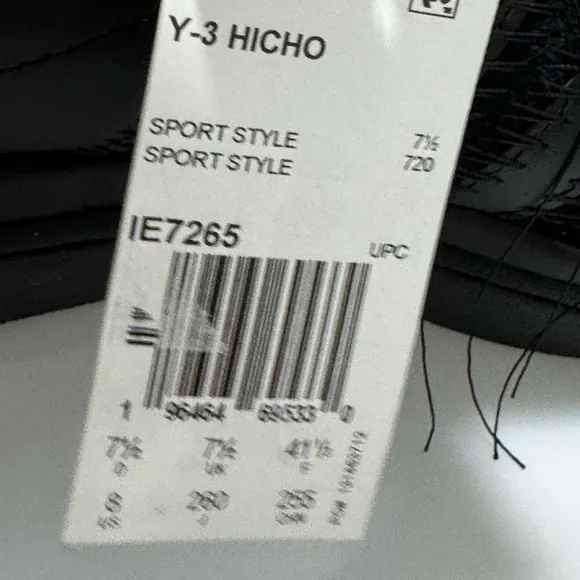 Y-3 HICHO
SPORT STYLE 7½
SPORT STYLE 720
IE7265
UPC
1 96464 69533 0
7½ 7½ 41⅓
D UK F
260 255